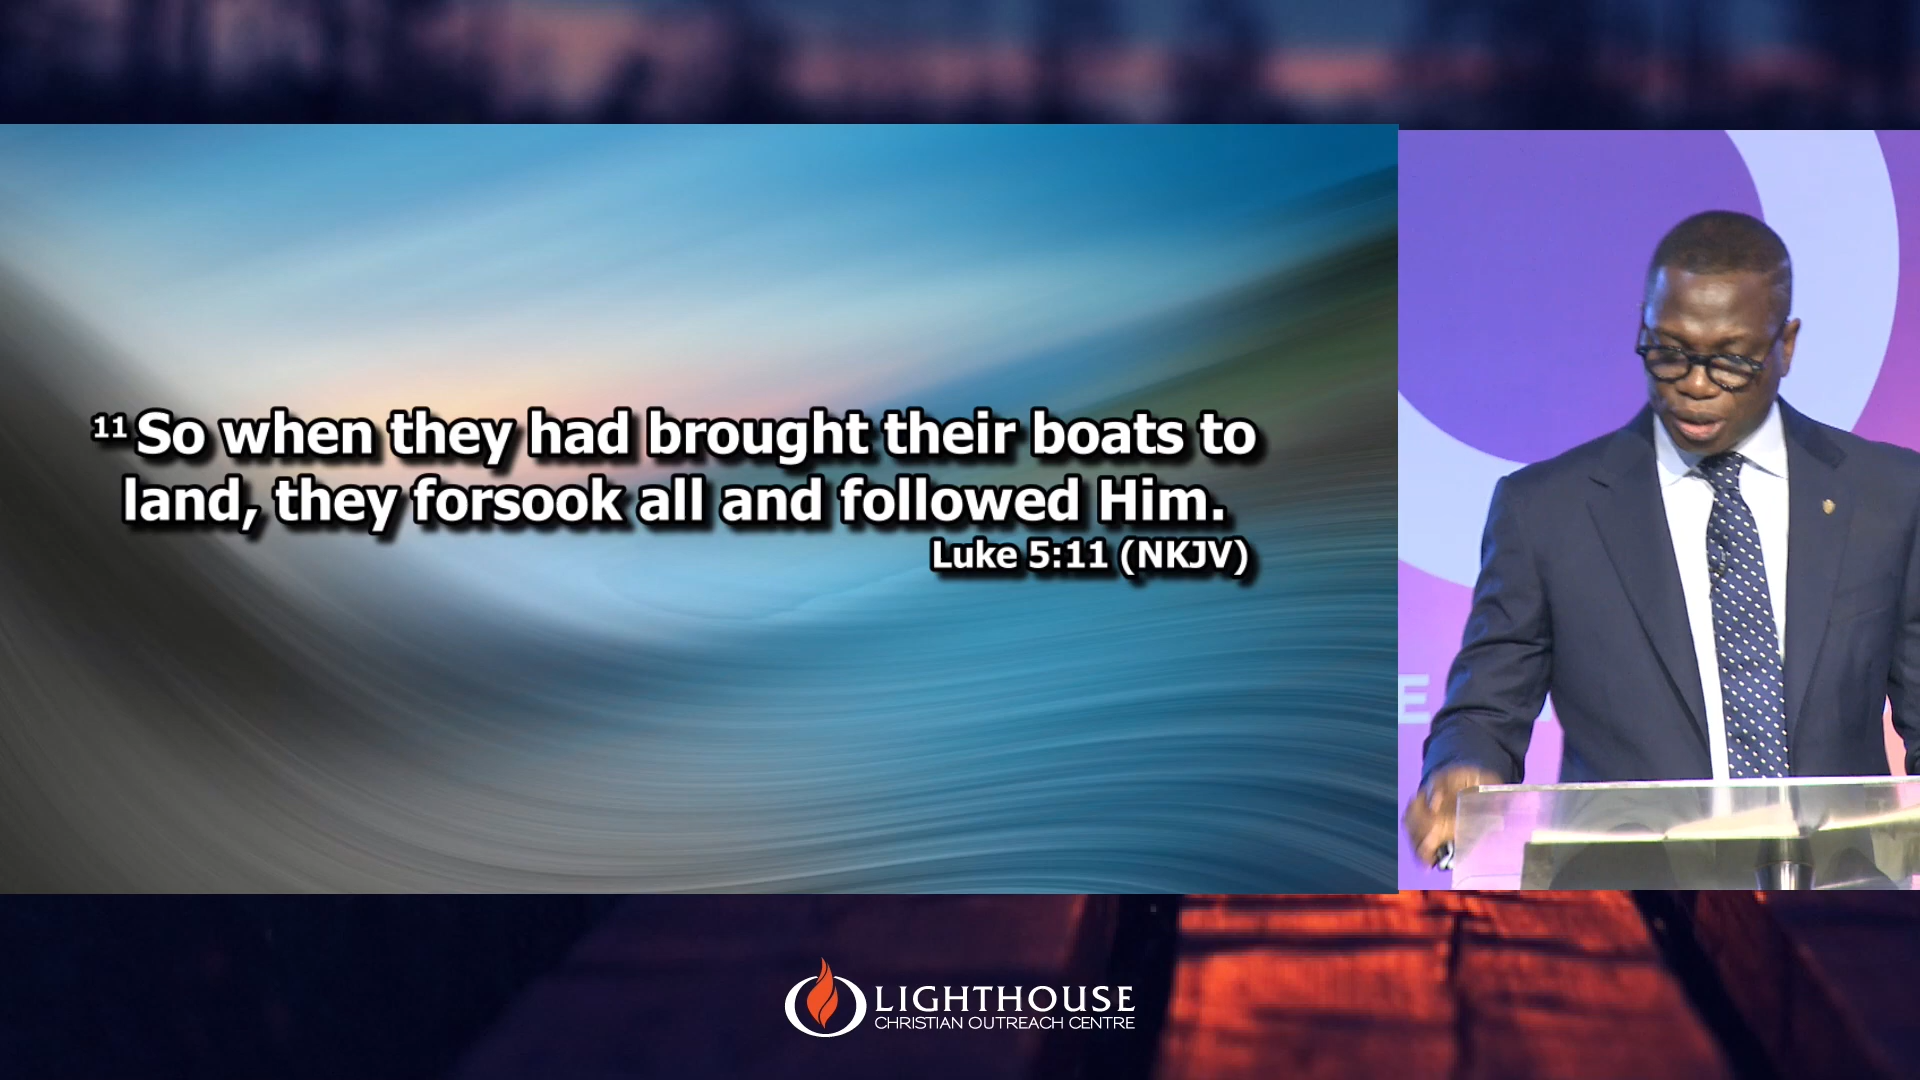 11 So when they had brought their boats to
land, they forsook all and followed Him.
Luke 5:11 (NKJV)
E
LIGHTHOUSE
CHRISTIAN OUTREACH CENTRE